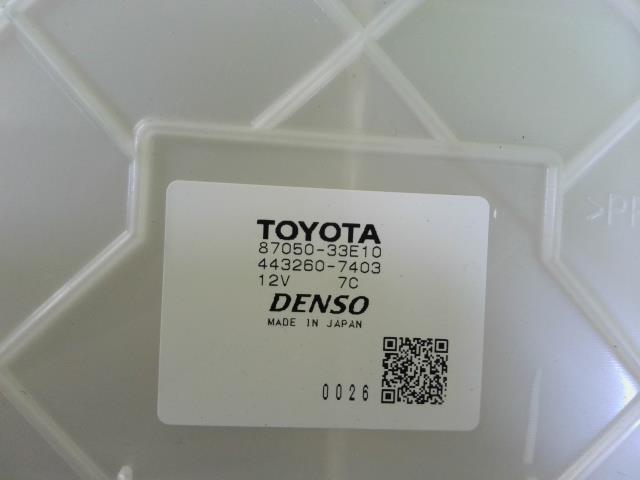 TOYOTA
87050-33E10
443260-7403
12V 7C
DENSO
MADE IN JAPAN
0026